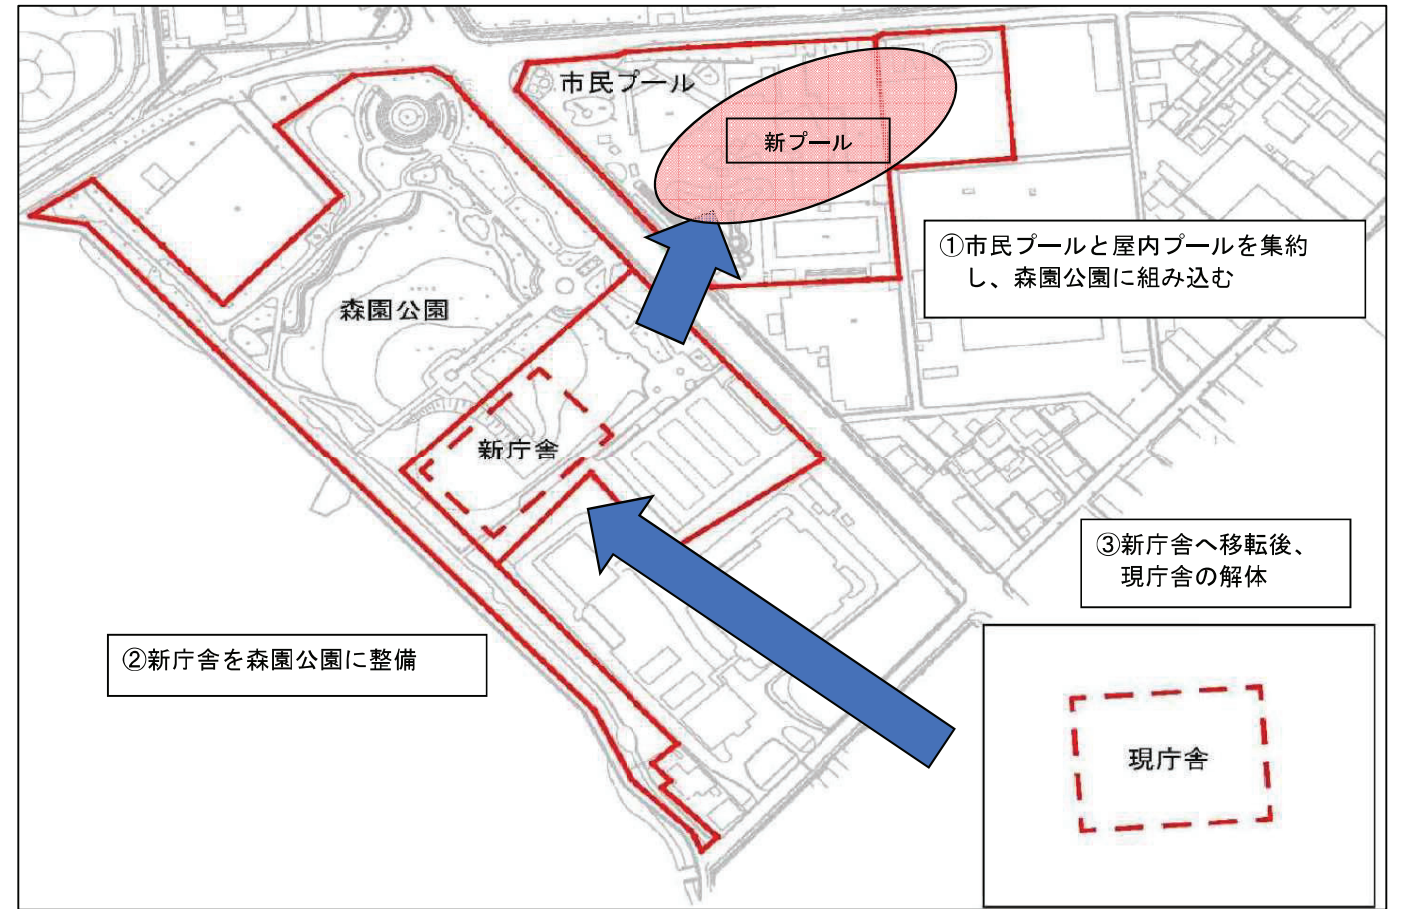 市民プール
新プール
①市民プールと屋内プールを集約
し、森園公園に組み込む
森園公園
新庁舎
③新庁舎へ移転後、
現庁舎の解体
②新庁舎を森園公園に整備
現庁舎